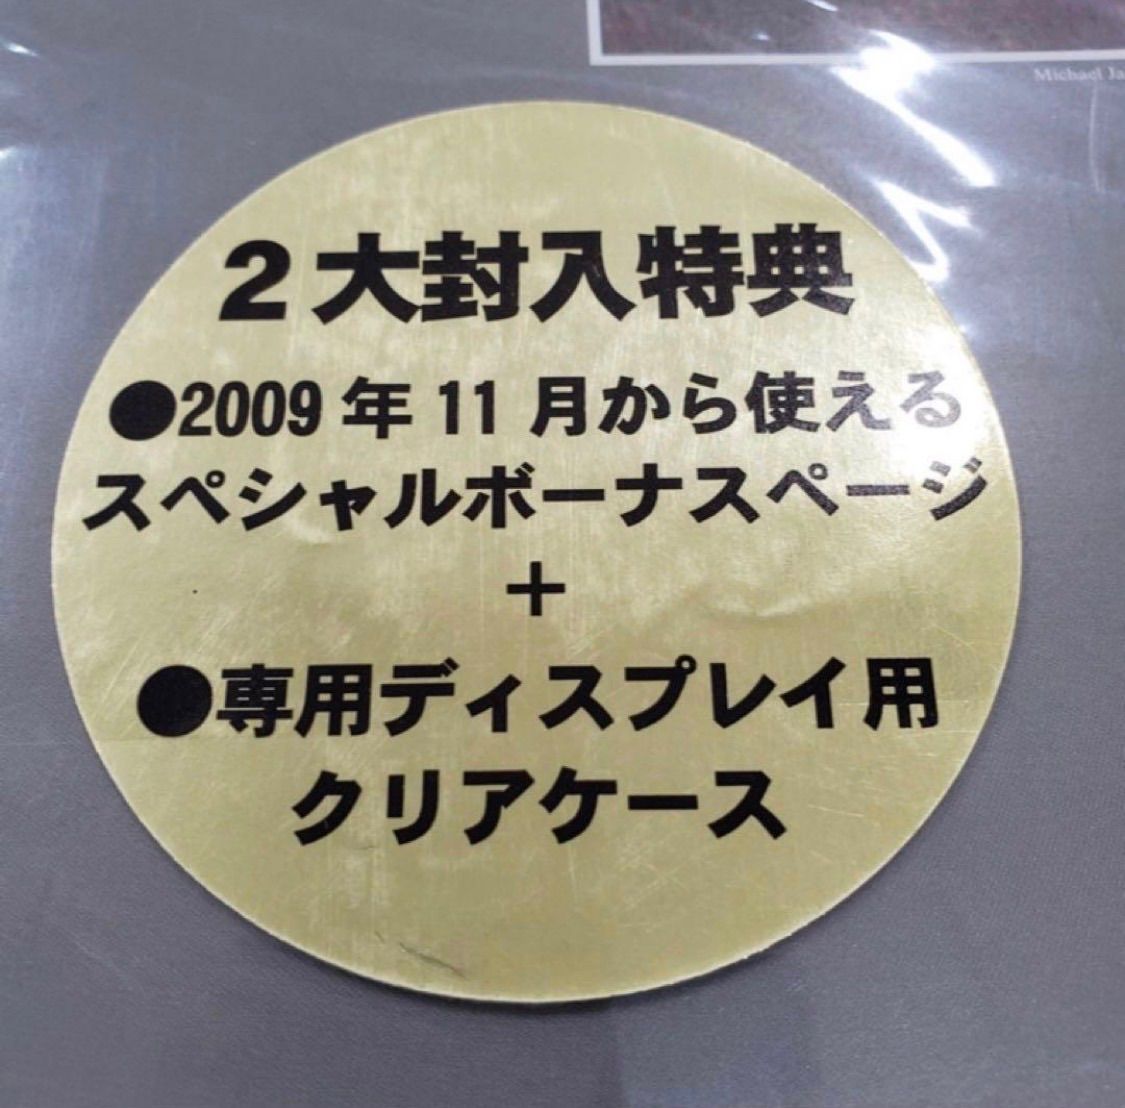 Michael Ja
2大封入特典
●2009年11月から使える
スペシャルボーナスページ
+
●専用ディスプレイ用
クリアケース